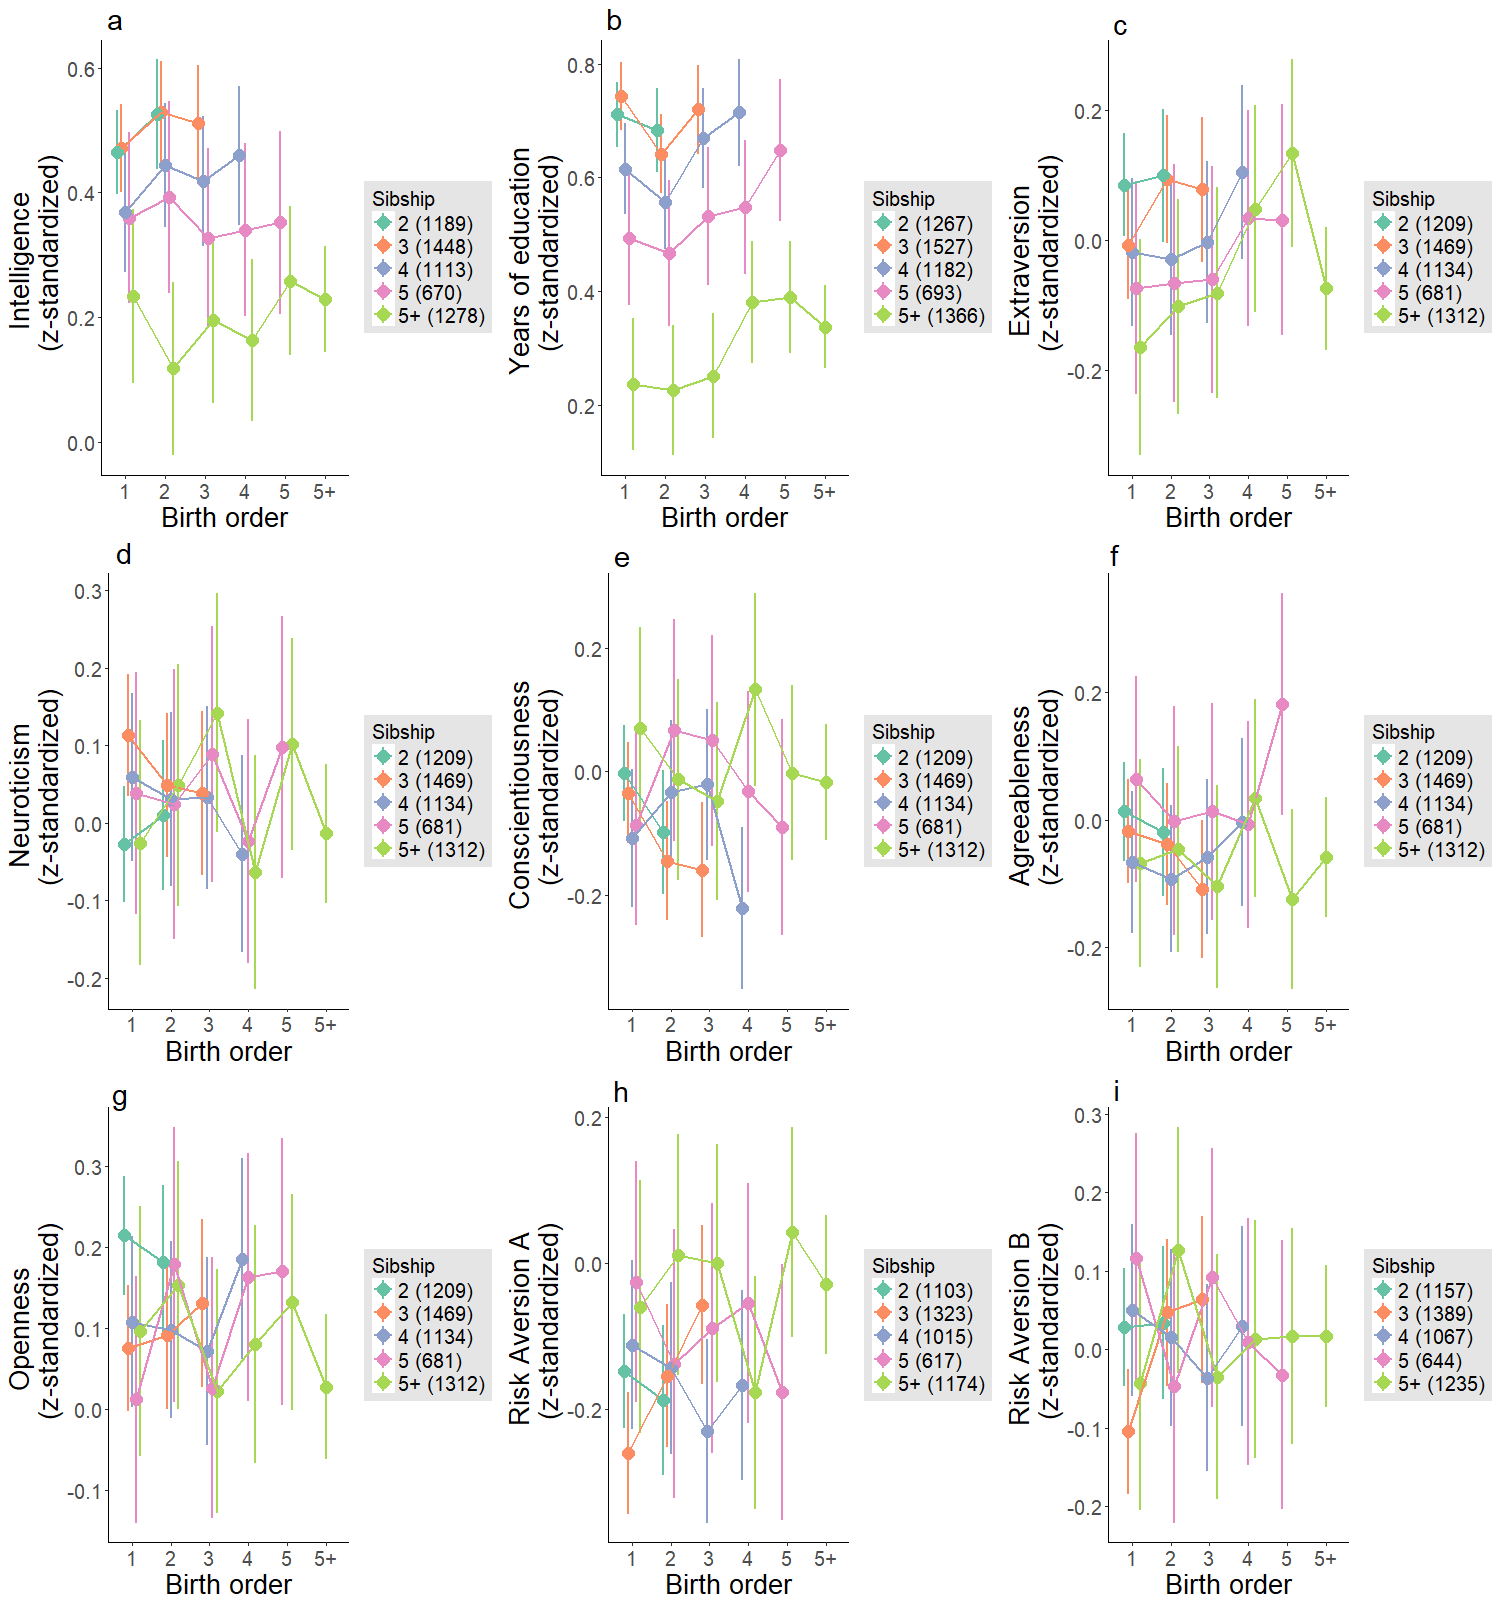 a
Intelligence
(z-standardized)
0.6
0.4
0.2
0.0
1 2 3 4 5 5+
Birth order
Sibship
2 (1189)
3 (1448)
4 (1113)
5 (670)
5+ (1278)
b
Years of education
(z-standardized)
0.8
0.6
0.4
0.2
1 2 3 4 5 5+
Birth order
Sibship
2 (1267)
3 (1527)
4 (1182)
5 (693)
5+ (1366)
c
Extraversion
(z-standardized)
0.2
0.0
-0.2
1 2 3 4 5 5+
Birth order
Sibship
2 (1209)
3 (1469)
4 (1134)
5 (681)
5+ (1312)
d
Neuroticism
(z-standardized)
0.3
0.2
0.1
0.0
-0.1
-0.2
1 2 3 4 5 5+
Birth order
Sibship
2 (1209)
3 (1469)
4 (1134)
5 (681)
5+ (1312)
e
Conscientiousness
(z-standardized)
0.2
0.0
-0.2
1 2 3 4 5 5+
Birth order
Sibship
2 (1209)
3 (1469)
4 (1134)
5 (681)
5+ (1312)
f
Agreeableness
(z-standardized)
0.2
0.0
-0.2
1 2 3 4 5 5+
Birth order
Sibship
2 (1209)
3 (1469)
4 (1134)
5 (681)
5+ (1312)
g
Openness
(z-standardized)
0.3
0.2
0.1
0.0
-0.1
1 2 3 4 5 5+
Birth order
Sibship
2 (1209)
3 (1469)
4 (1134)
5 (681)
5+ (1312)
h
Risk Aversion A
(z-standardized)
0.2
0.0
-0.2
1 2 3 4 5 5+
Birth order
Sibship
2 (1103)
3 (1323)
4 (1015)
5 (617)
5+ (1174)
i
Risk Aversion B
(z-standardized)
0.3
0.2
0.1
0.0
-0.1
-0.2
1 2 3 4 5 5+
Birth order
Sibship
2 (1157)
3 (1389)
4 (1067)
5 (644)
5+ (1235)